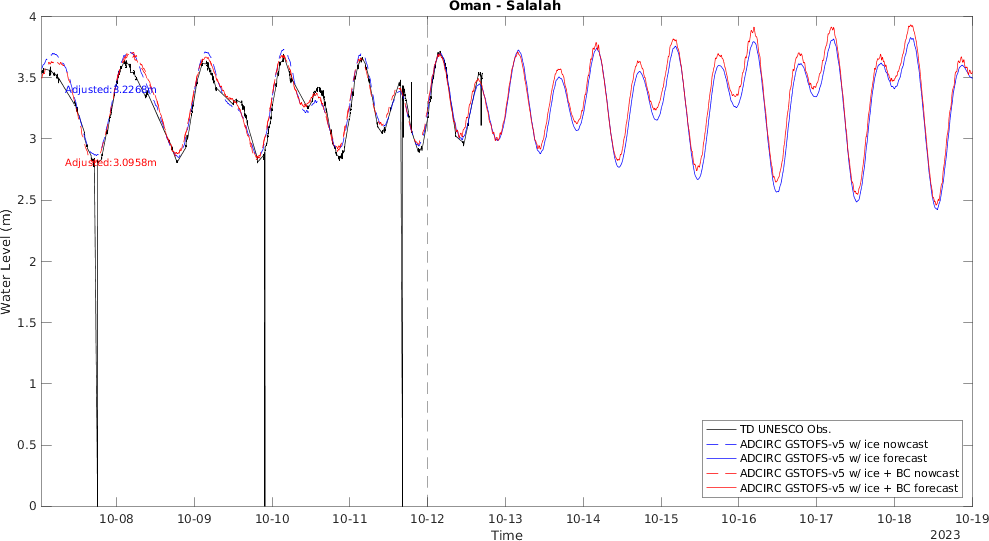 Oman - Salalah
4
3.5
3
2.5
2
1.5
1
0.5
0
Water Level (m)
Adjusted:3.2268m
Adjusted:3.0958m
TD UNESCO Obs.
ADCIRC GSTOFS-v5 w/ ice nowcast
ADCIRC GSTOFS-v5 w/ ice forecast
ADCIRC GSTOFS-v5 w/ ice + BC nowcast
ADCIRC GSTOFS-v5 w/ ice + BC forecast
10-08 10-09 10-10 10-11 10-12 10-13 10-14 10-15 10-16 10-17 10-18 10-19
Time
2023